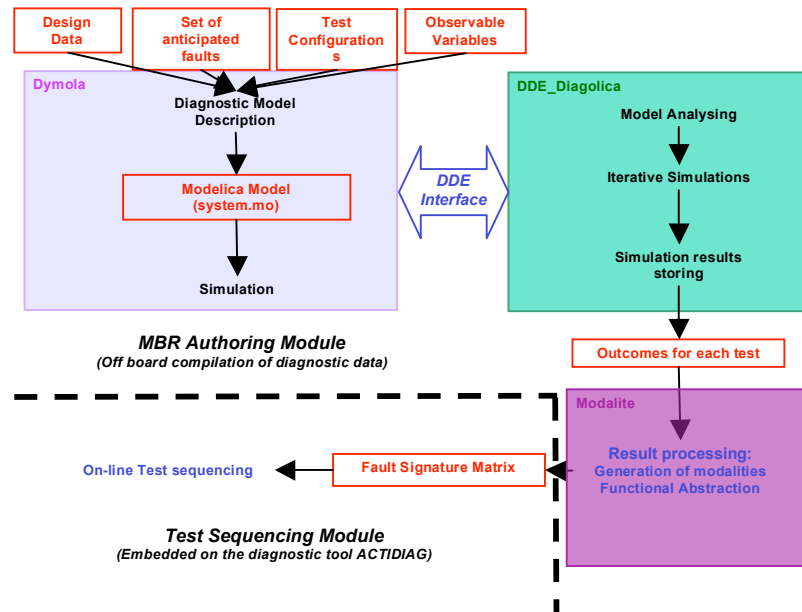 Design
Data
Set of
anticipated
faults
Test
Configuration
s
Observable
Variables
Dymola
Diagnostic Model
Description
Modelica Model
(system.mo)
Simulation
DDE
Interface
DDE_Diagolica
Model Analysing
Iterative Simulations
Simulation results
storing
MBR Authoring Module
(Off board compilation of diagnostic data)
Outcomes for each test
Modalite
Result processing:
Generation of modalities
Functional Abstraction
Fault Signature Matrix
On-line Test sequencing
Test Sequencing Module
(Embedded on the diagnostic tool ACTIDIAG)